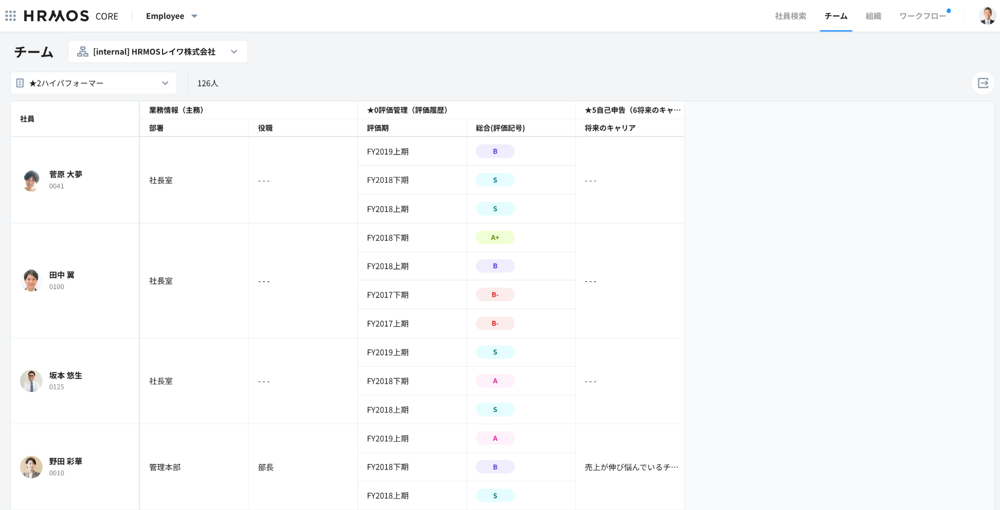 HRMOS CORE Employee 社員検索 チーム 組織 ワークフロー
チーム [internal] HRMOSレイワ株式会社
★2ハイパフォーマー 126人
社員 業務情報（主務） ★0評価管理（評価履歴） ★5自己申告（6将来のキャ…
部署 役職 評価期 総合(評価記号) 将来のキャリア
菅原 大夢
0041
社長室 --- ---
FY2019上期 B
FY2018下期 S
FY2018上期 S
田中 翼
0100
社長室 --- ---
FY2018下期 A+
FY2018上期 B
FY2017下期 B-
FY2017上期 B-
坂本 悠生
0125
社長室 --- ---
FY2019上期 S
FY2018下期 A
FY2018上期 S
野田 彩華
0010
管理本部 部長 売上が伸び悩んでいるチ…
FY2019上期 A
FY2018下期 B
FY2018上期 S